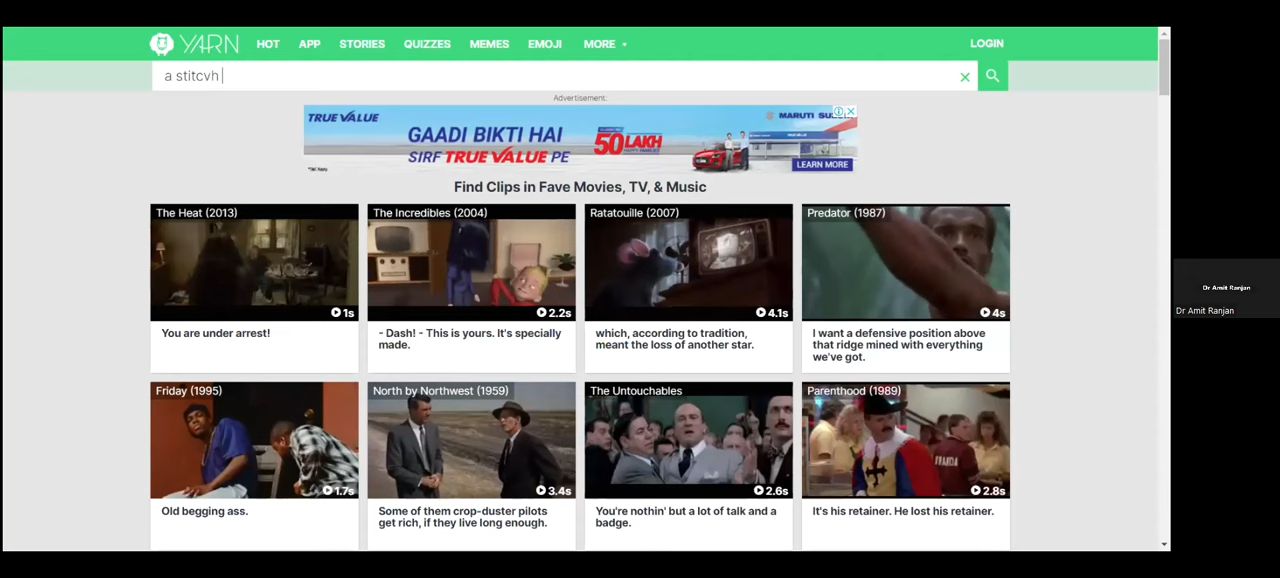 YARN HOT APP STORIES QUIZZES MEMES EMOJI MORE LOGIN
a stitcvh
Advertisement:
TRUE VALUE
GAADI BIKTI HAI
SIRF TRUE VALUE PE
50 LAKH
MARUTI SU
LEARN MORE
Find Clips in Fave Movies, TV, & Music
The Heat (2013)
1s
You are under arrest!
The Incredibles (2004)
2.2s
- Dash! - This is yours. It's specially
made.
Ratatouille (2007)
4.1s
which, according to tradition,
meant the loss of another star.
Predator (1987)
4s
I want a defensive position above
that ridge mined with everything
we've got.
Friday (1995)
1.7s
Old begging ass.
North by Northwest (1959)
3.4s
Some of them crop-duster pilots
get rich, if they live long enough.
The Untouchables
2.6s
You're nothin' but a lot of talk and a
badge.
Parenthood (1989)
2.8s
It's his retainer. He lost his retainer.
Dr Amit Ranjan
Dr Amit Ranjan